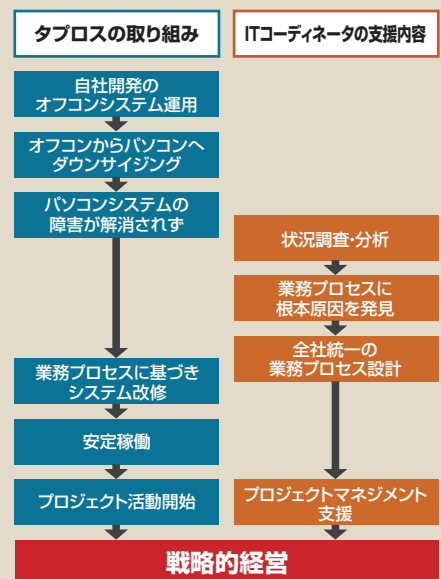 タプロスの取り組み
自社開発の
オフコンシステム運用
オフコンからパソコンへ
ダウンサイジング
パソコンシステムの
障害が解消されず
業務プロセスに基づき
システム改修
安定稼働
プロジェクト活動開始
ITコーディネータの支援内容
状況調査・分析
業務プロセスに
根本原因を発見
全社統一の
業務プロセス設計
プロジェクトマネジメント
支援
戦略的経営